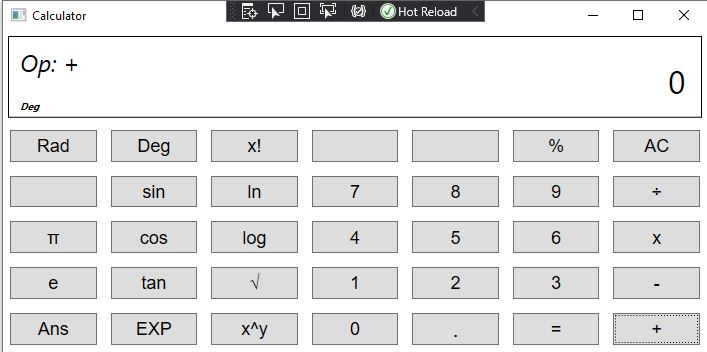 Calculator Hot Reload
Op: +
0
Deg
Rad Deg x! % AC
sin ln 7 8 9 ÷
π cos log 4 5 6 x
e tan √ 1 2 3 -
Ans EXP x^y 0 . = +